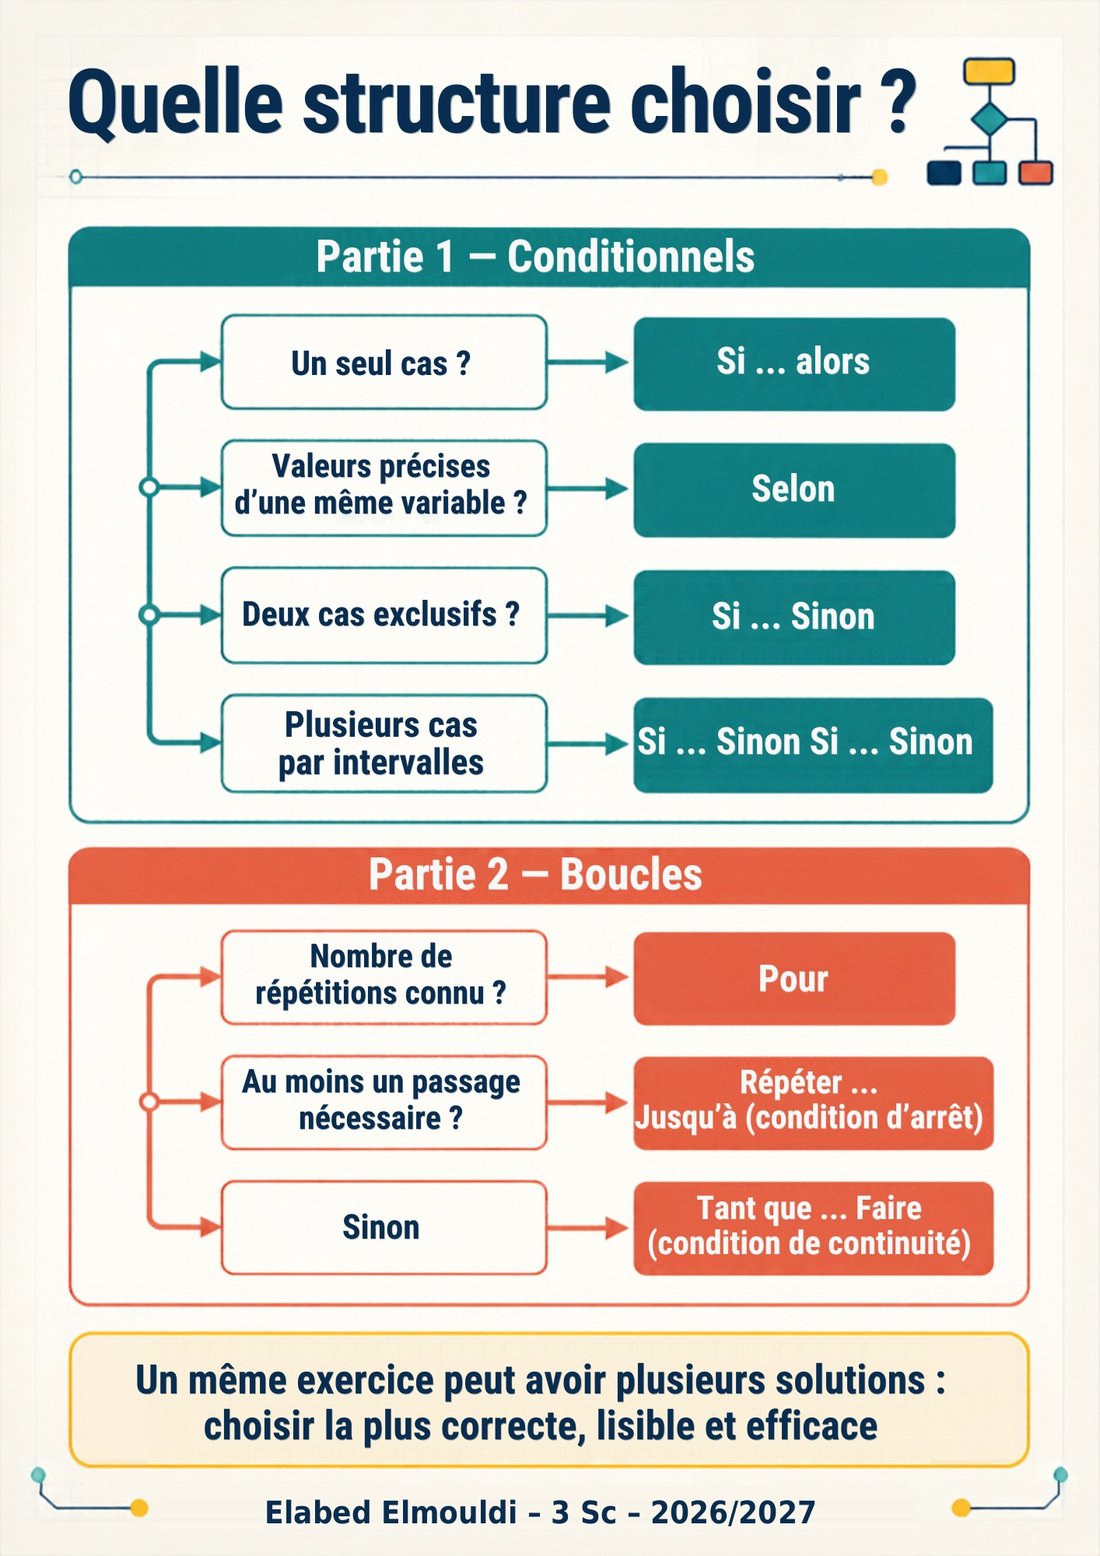 Quelle structure choisir ?
Partie 1 – Conditionnels
Un seul cas ?
Si ... alors
Valeurs précises
d’une même variable ?
Selon
Deux cas exclusifs ?
Si ... Sinon
Plusieurs cas
par intervalles
Si ... Sinon Si ... Sinon
Partie 2 – Boucles
Nombre de
répétitions connu ?
Pour
Au moins un passage
nécessaire ?
Répéter ...
Jusqu’à (condition d’arrêt)
Sinon
Tant que ... Faire
(condition de continuité)
Un même exercice peut avoir plusieurs solutions :
choisir la plus correcte, lisible et efficace
Elabed Elmouldi – 3 Sc – 2026/2027